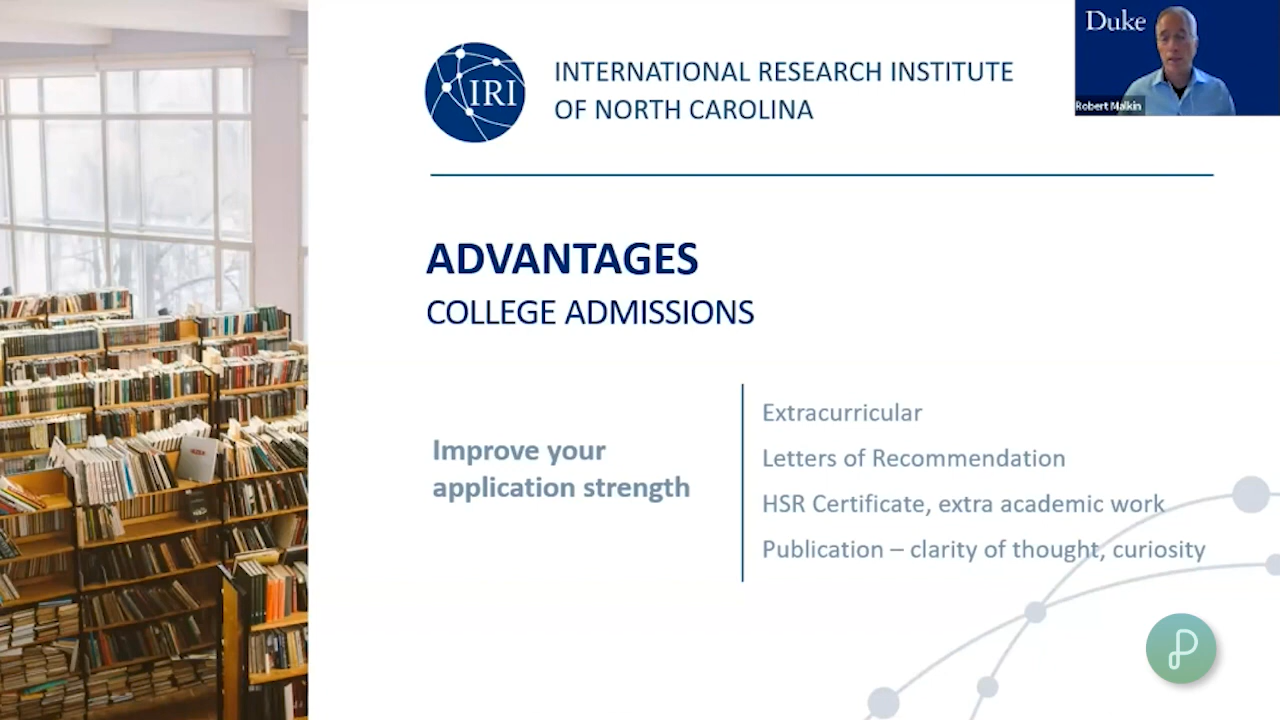 IRI
INTERNATIONAL RESEARCH INSTITUTE
OF NORTH CAROLINA
Duke
Robert Malkin
ADVANTAGES
COLLEGE ADMISSIONS
Improve your
application strength
Extracurricular
Letters of Recommendation
HSR Certificate, extra academic work
Publication – clarity of thought, curiosity